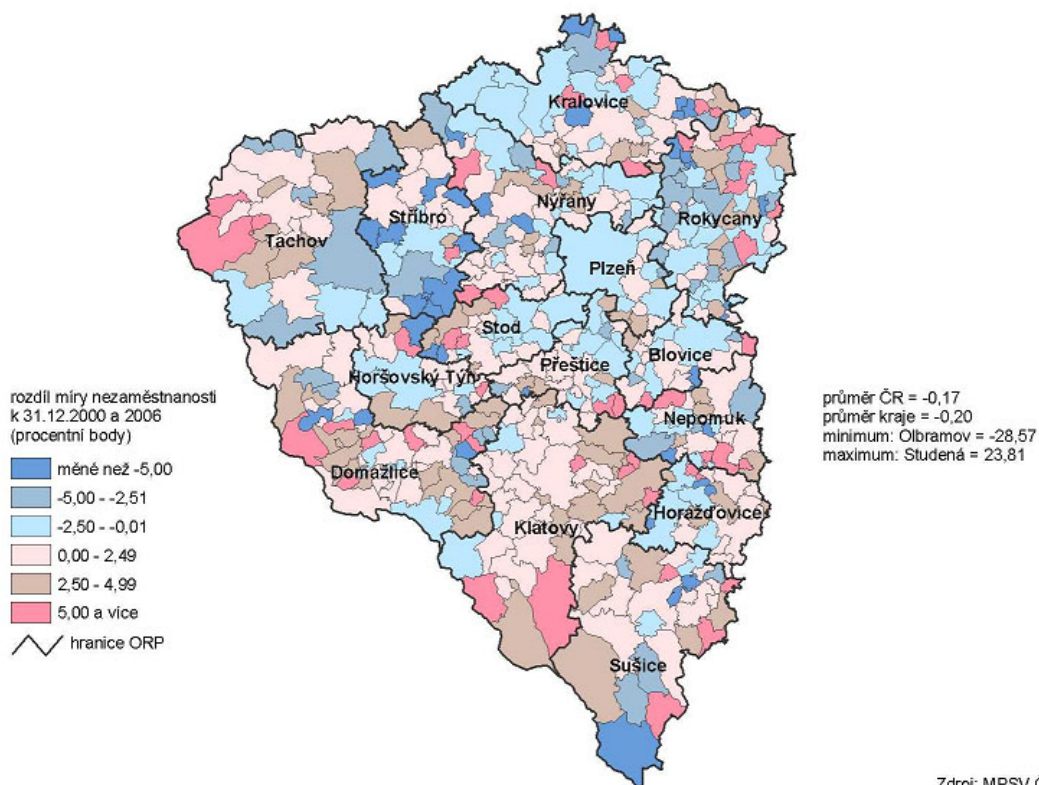 Kralovice
Nýřany
Rokycany
Stříbro
Tachov
Plzeň
Stod
Blovice
Přeštice
Horšovský Týn
Nepomuk
Domažlice
Horažďovice
Klatovy
Sušice
rozdíl míry nezaměstnanosti
k 31.12.2000 a 2006
(procentní body)
méně než -5,00
-5,00 - -2,51
-2,50 - -0,01
0,00 - 2,49
2,50 - 4,99
5,00 a více
hranice ORP
průměr ČR = -0,17
průměr kraje = -0,20
minimum: Olbramov = -28,57
maximum: Studená = 23,81
Zdroj: MPSV